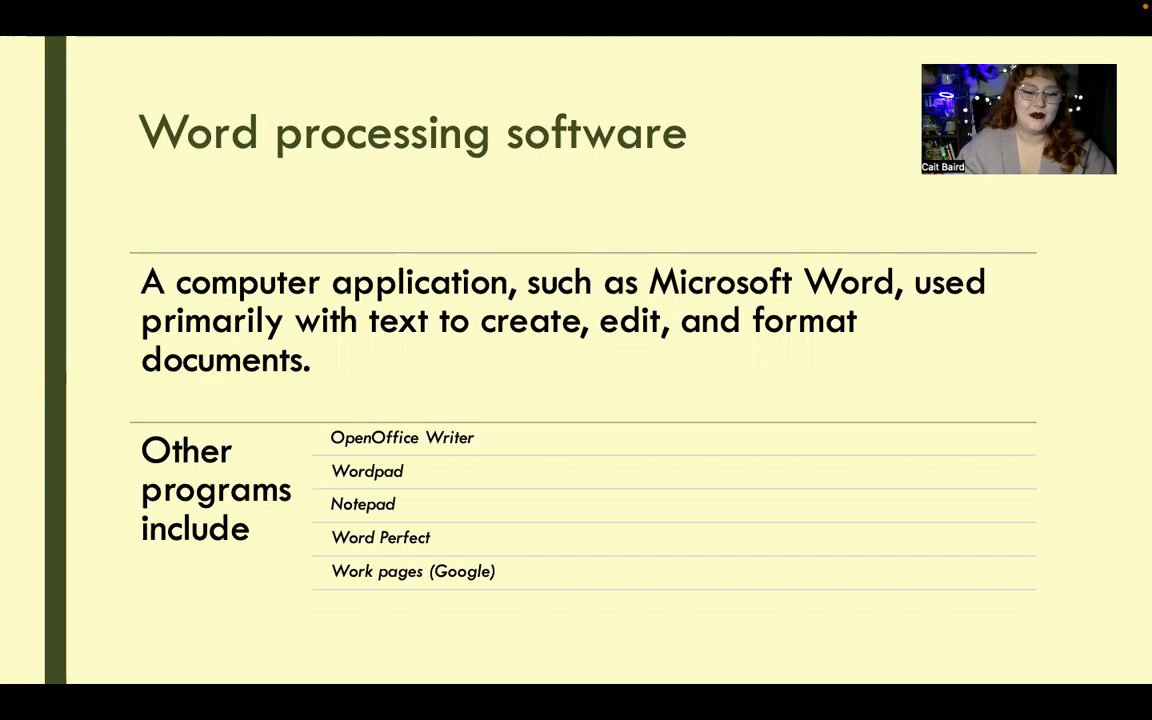 Word processing software
Cait Baird
A computer application, such as Microsoft Word, used
primarily with text to create, edit, and format
documents.
Other
programs
include
OpenOffice Writer
Wordpad
Notepad
Word Perfect
Work pages (Google)